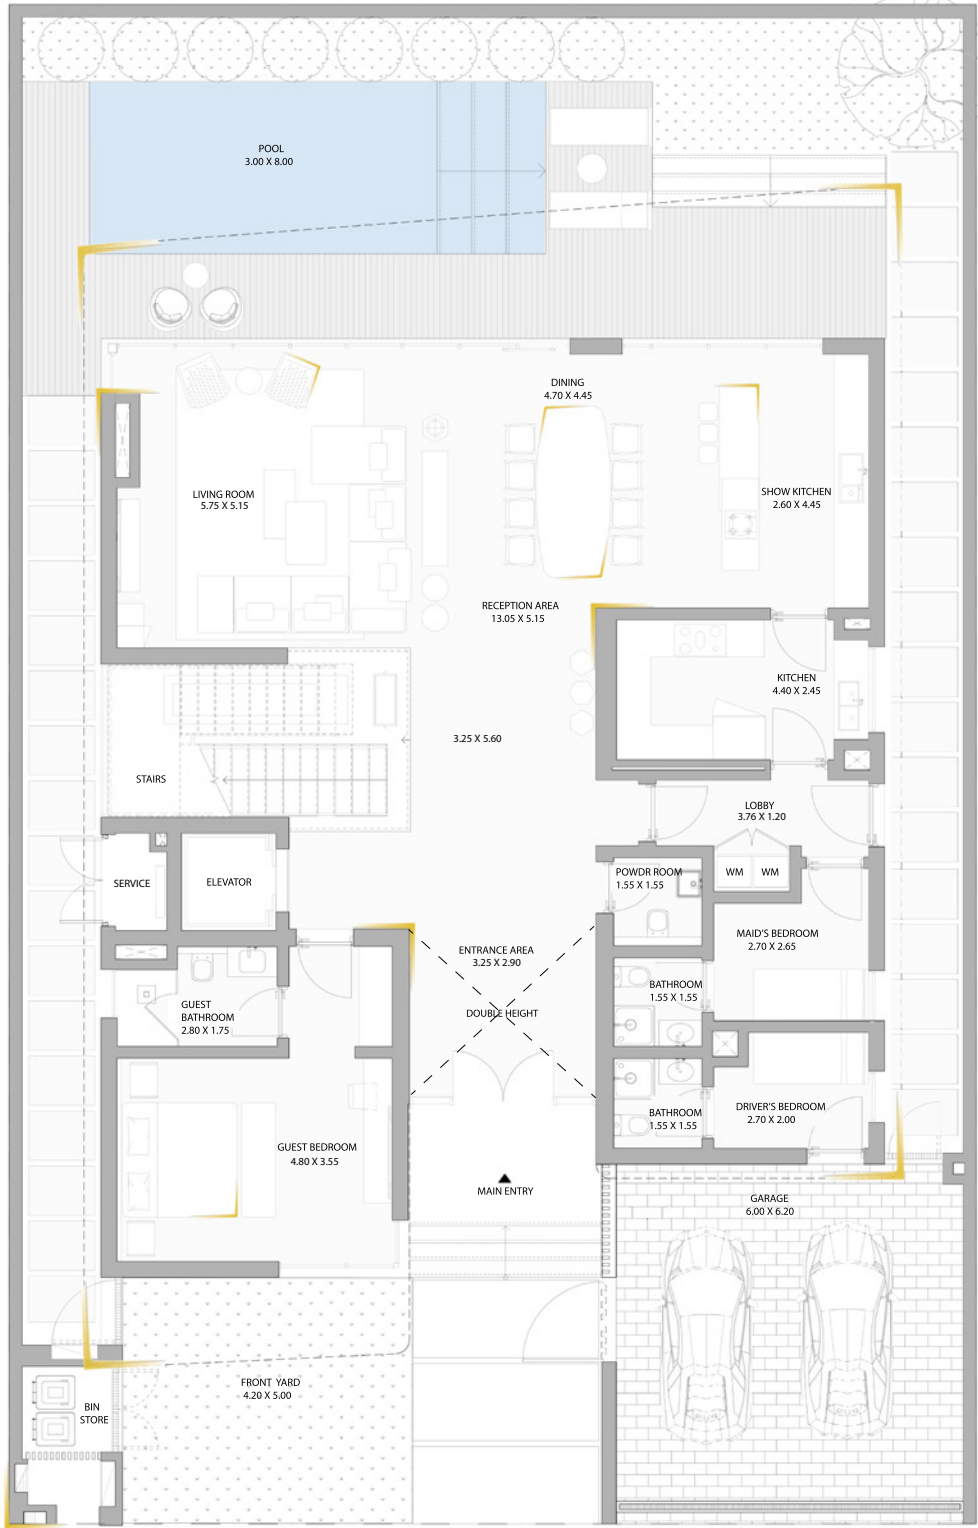 POOL
3.00 X 8.00
DINING
4.70 X 4.45
LIVING ROOM
5.75 X 5.15
SHOW KITCHEN
2.60 X 4.45
RECEPTION AREA
13.05 X 5.15
KITCHEN
4.40 X 2.45
3.25 X 5.60
STAIRS
LOBBY
3.76 X 1.20
SERVICE
ELEVATOR
POWDR ROOM
1.55 X 1.55
WM
WM
MAID'S BEDROOM
2.70 X 2.65
ENTRANCE AREA
3.25 X 2.90
BATHROOM
1.55 X 1.55
GUEST
BATHROOM
2.80 X 1.75
DOUBLE HEIGHT
DRIVER'S BEDROOM
2.70 X 2.00
BATHROOM
1.55 X 1.55
GUEST BEDROOM
4.80 X 3.55
MAIN ENTRY
GARAGE
6.00 X 6.20
FRONT YARD
4.20 X 5.00
BIN
STORE